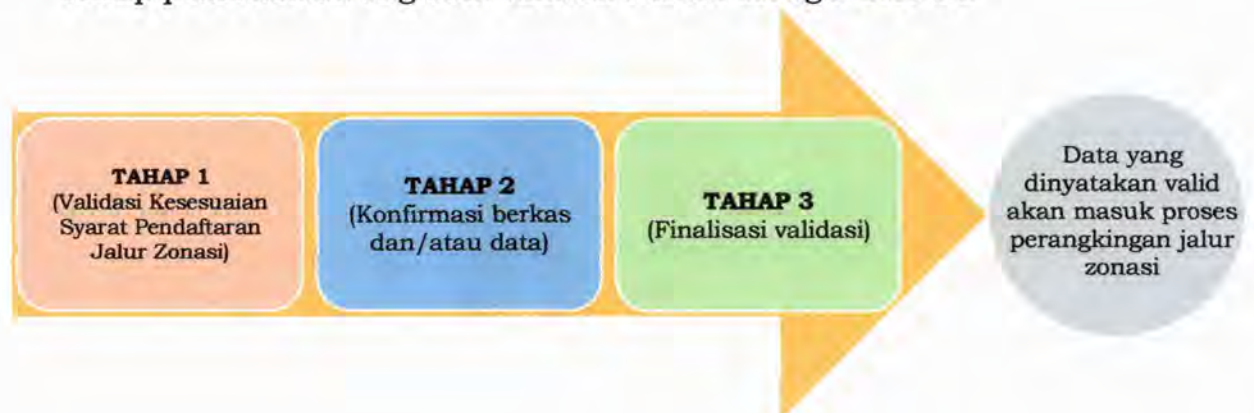 TAHAP 1
(Validasi Kesesuaian
Syarat Pendaftaran
Jalur Zonasi)
TAHAP 2
(Konfirmasi berkas
dan/atau data)
TAHAP 3
(Finalisasi validasi)
Data yang
dinyatakan valid
akan masuk proses
perangkingan jalur
zonasi